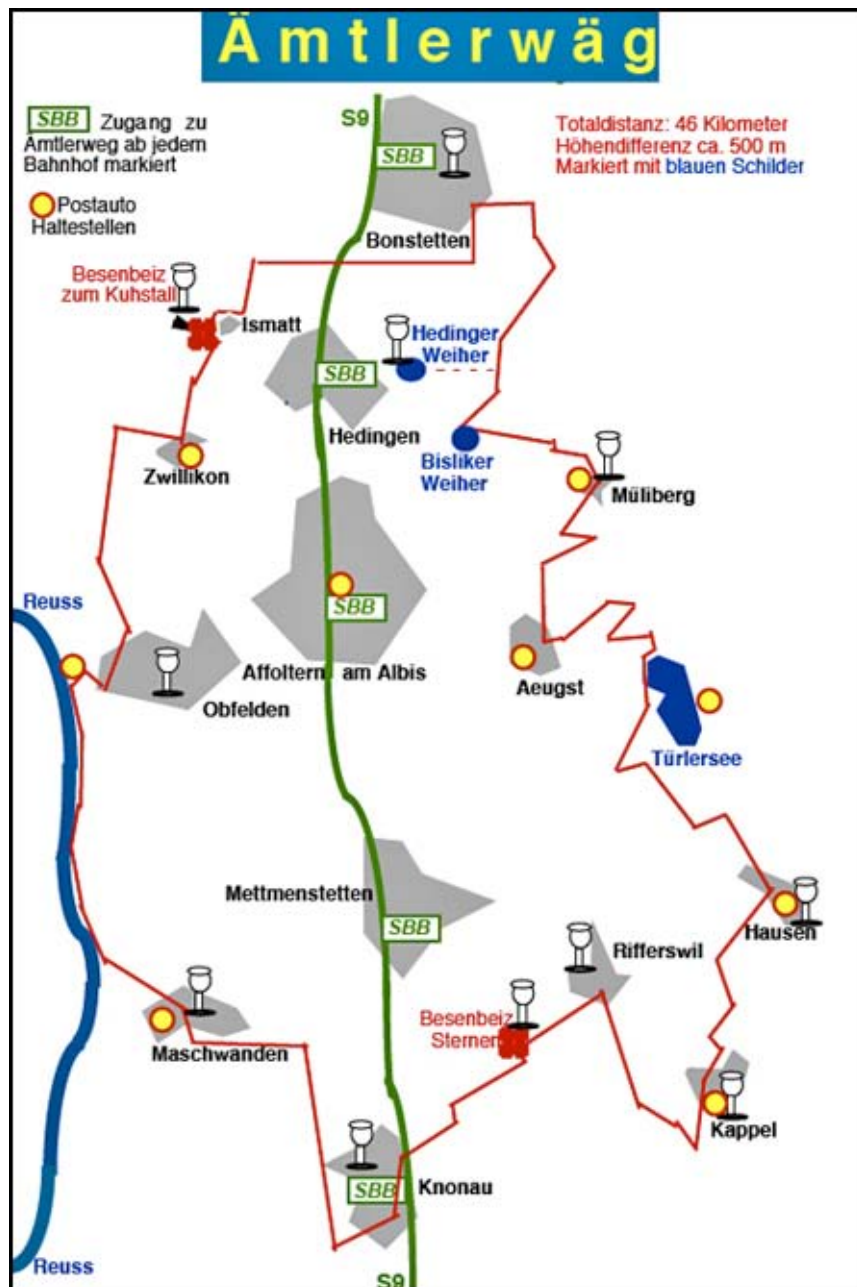 Ämtlerwäg
SBB Zugang zu
Ämtlerweg ab jedem
Bahnhof markiert
Postauto
Haltestellen
S9
SBB
Totaldistanz: 46 Kilometer
Höhendifferenz ca. 500 m
Markiert mit blauen Schilder
Bonstetten
Besenbeiz
zum Kuhstall
Ismatt
Hedinger
Weiher
SBB
Hedingen
Bisliker
Weiher
Zwillikon
Müliberg
Reuss
SBB
Affoltern am Albis
Aeugst
Obfelden
Türlersee
Mettmenstetten
SBB
Hausen
Rifferswil
Besenbeiz
Sternen
Maschwanden
Kappel
Knonau
SBB
Reuss
S9